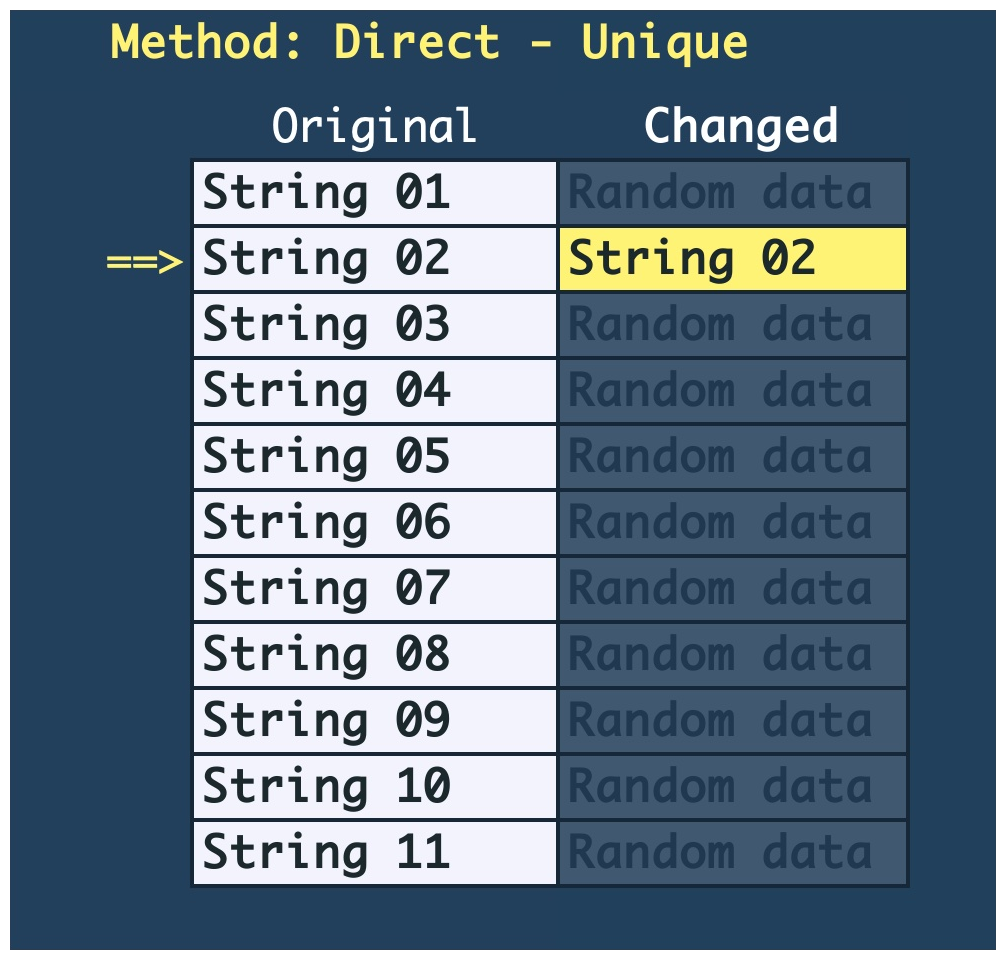 Method: Direct - Unique
Original Changed
String 01 Random data
==> String 02 String 02
String 03 Random data
String 04 Random data
String 05 Random data
String 06 Random data
String 07 Random data
String 08 Random data
String 09 Random data
String 10 Random data
String 11 Random data